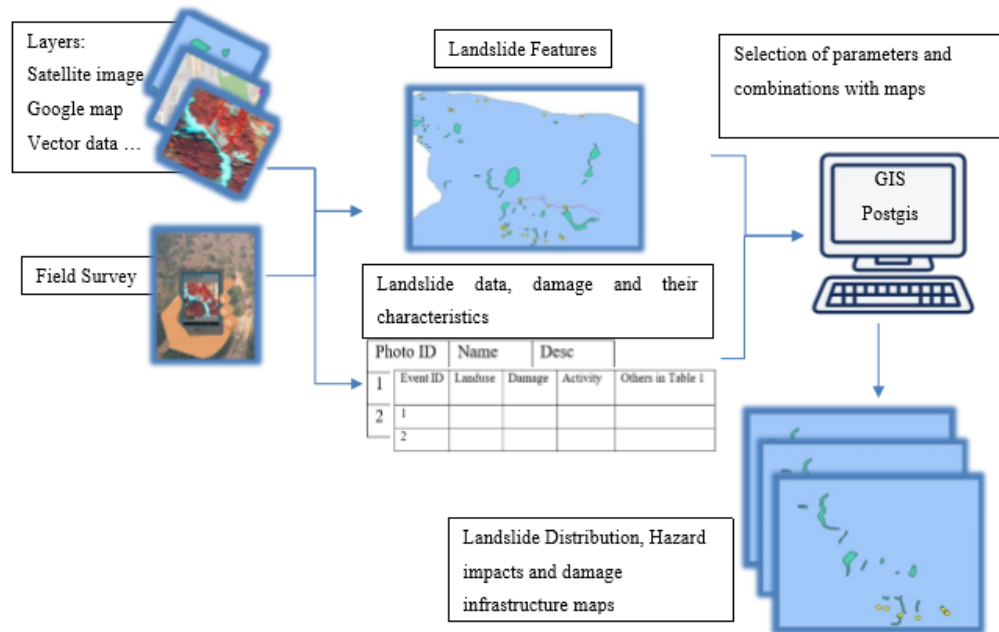 Layers:
Satellite image
Google map
Vector data …
Landslide Features
Selection of parameters and
combinations with maps
GIS
Postgis
Field Survey
Landslide data, damage and their
characteristics
Photo ID Name Desc
1 Event ID Landuse Damage Activity Others in Table 1
2 1
2
Landslide Distribution, Hazard
impacts and damage
infrastructure maps